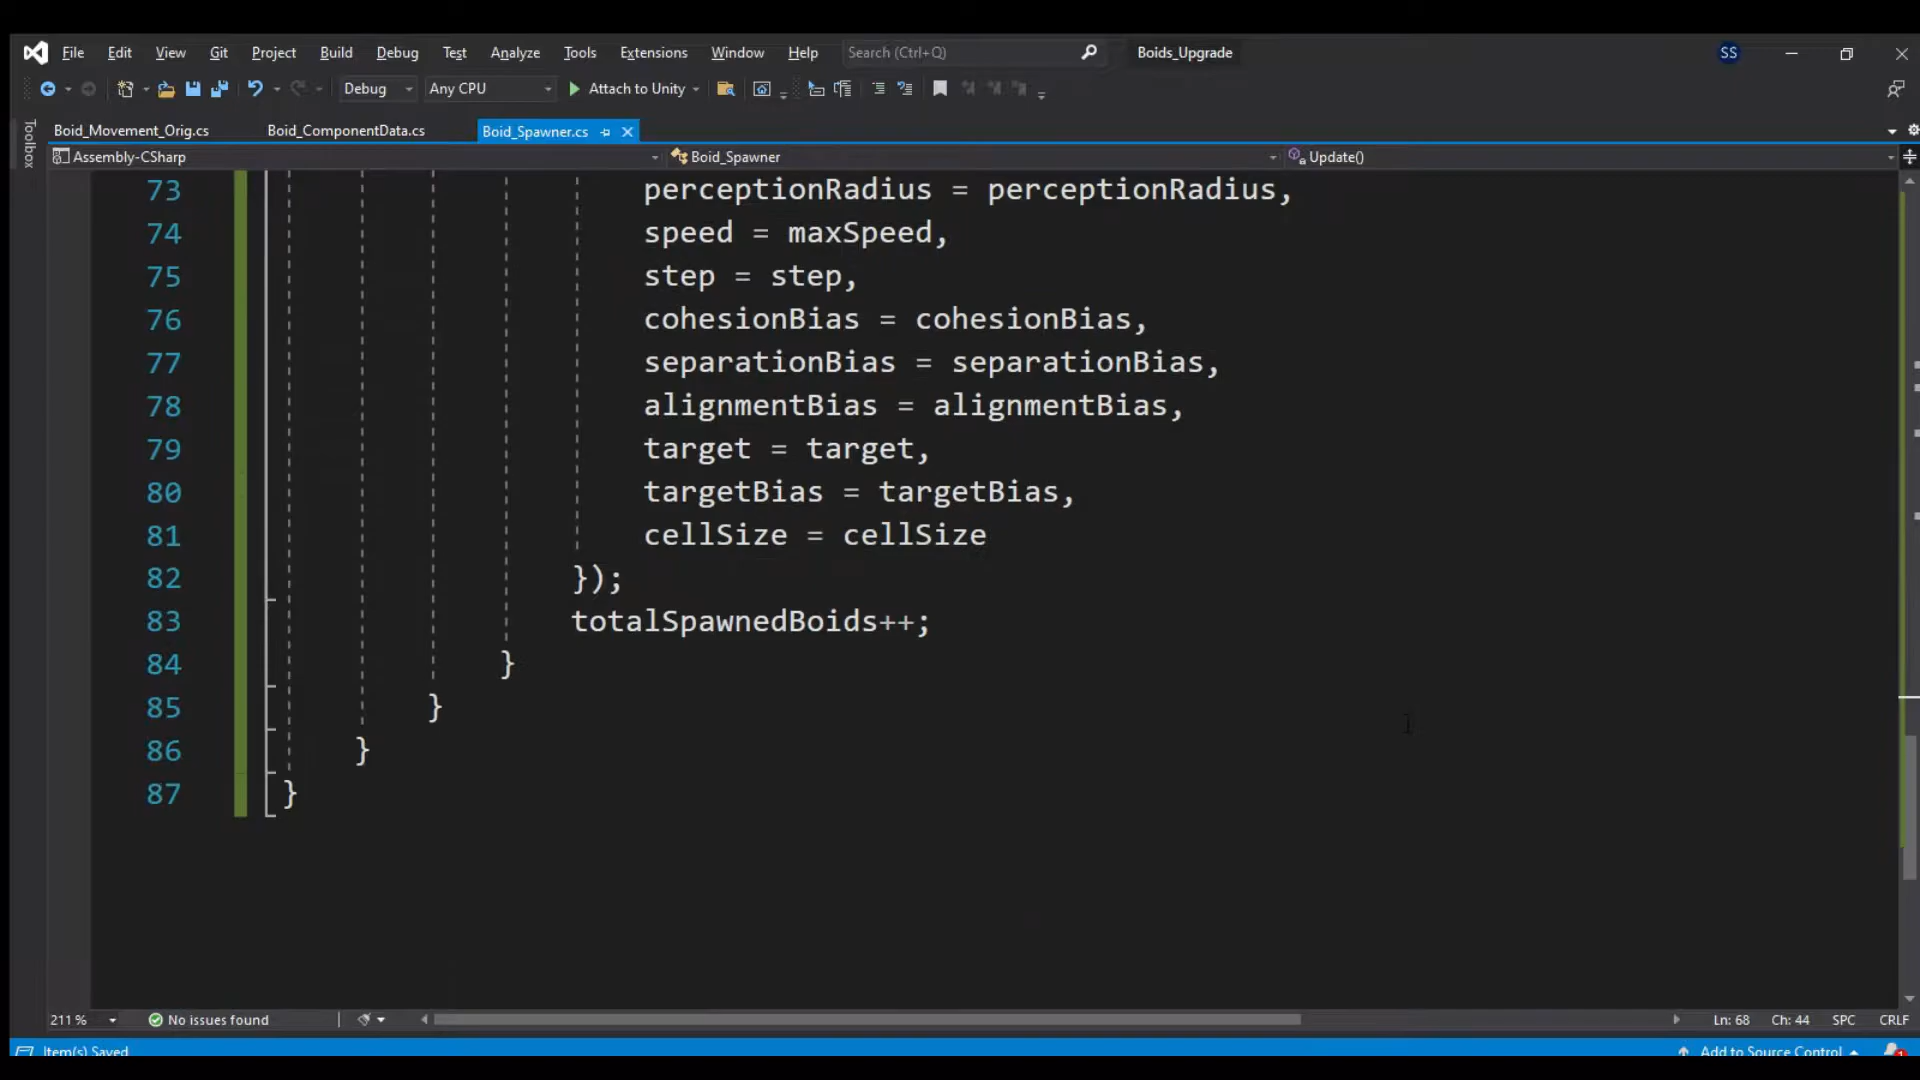 File Edit View Git Project Build Debug Test Analyze Tools Extensions Window Help Search (Ctrl+Q) Boids_Upgrade SS
Debug Any CPU Attach to Unity
Boid_Movement_Orig.cs Boid_ComponentData.cs Boid_Spawner.cs
Toolbox
Assembly-CSharp Boid_Spawner Update()
73 perceptionRadius = perceptionRadius,
74 speed = maxSpeed,
75 step = step,
76 cohesionBias = cohesionBias,
77 separationBias = separationBias,
78 alignmentBias = alignmentBias,
79 target = target,
80 targetBias = targetBias,
81 cellSize = cellSize
82 });
83 totalSpawnedBoids++;
84 }
85 }
86 }
87 }
211 % No issues found Ln: 68 Ch: 44 SPC CRLF
Item(s) Saved Add to Source Control 1